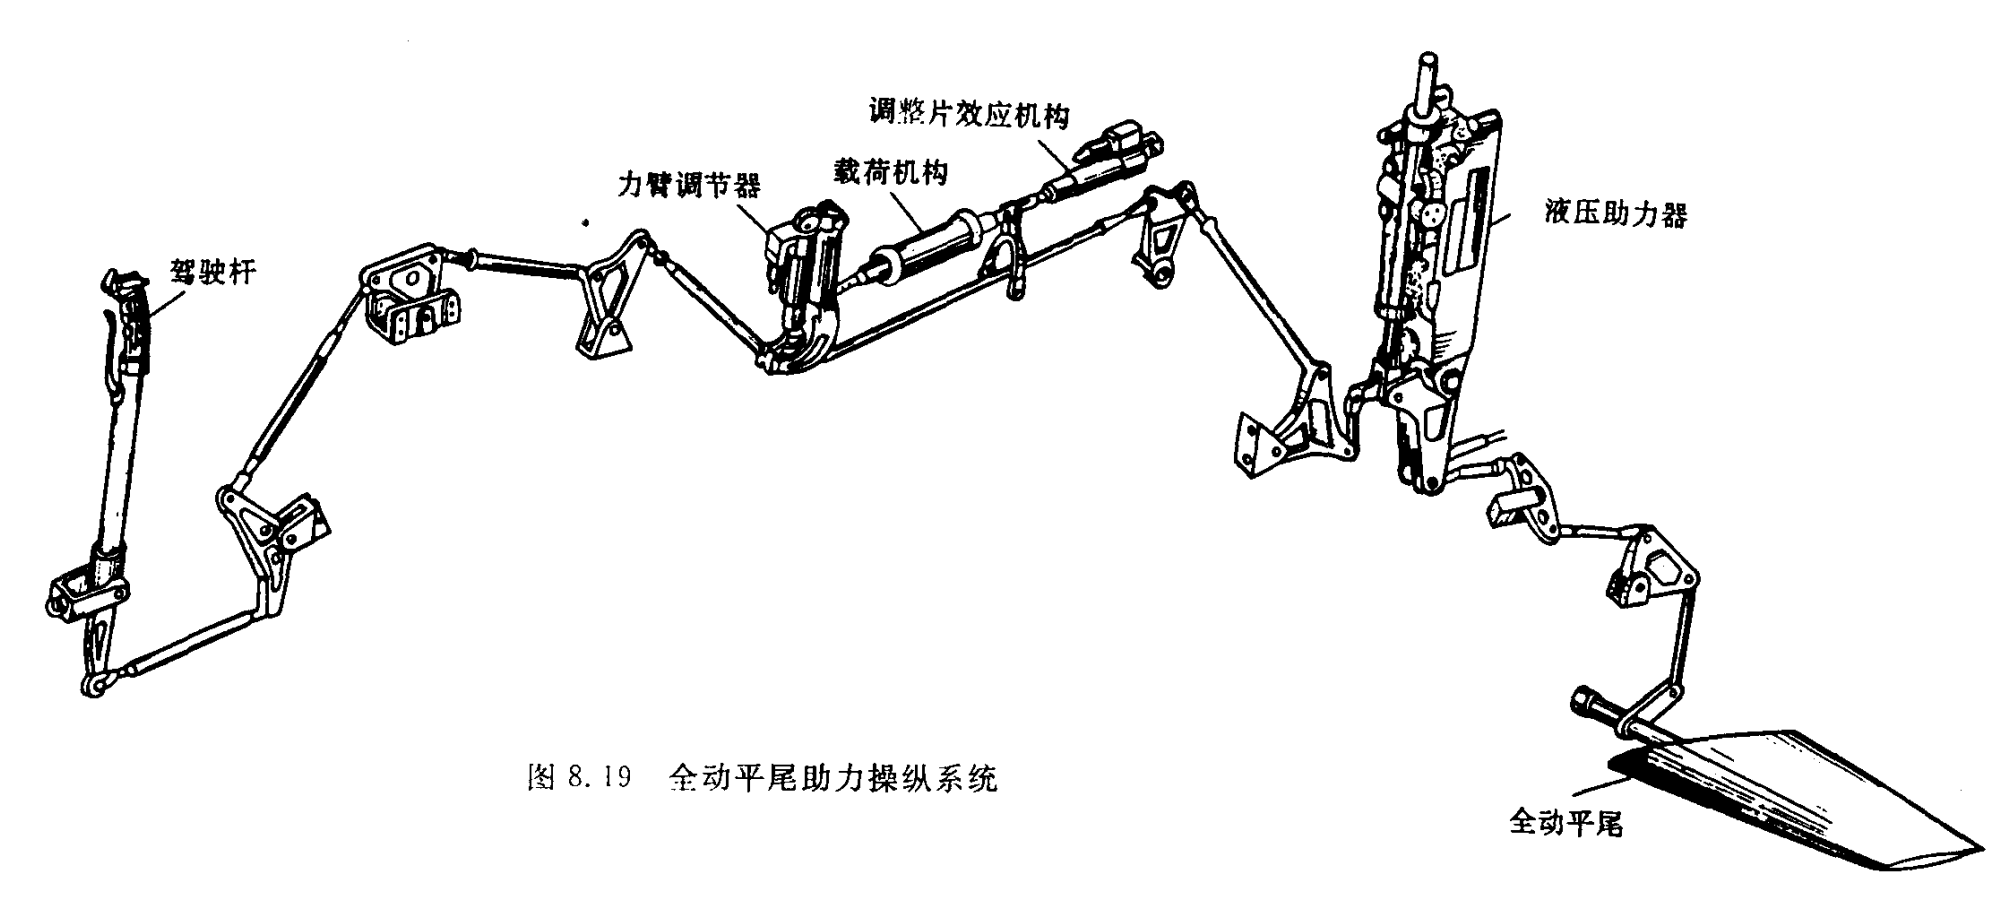 调整片效应机构
载荷机构
力臂调节器
液压助力器
驾驶杆
图 8.19 全动平尾助力操纵系统
全动平尾